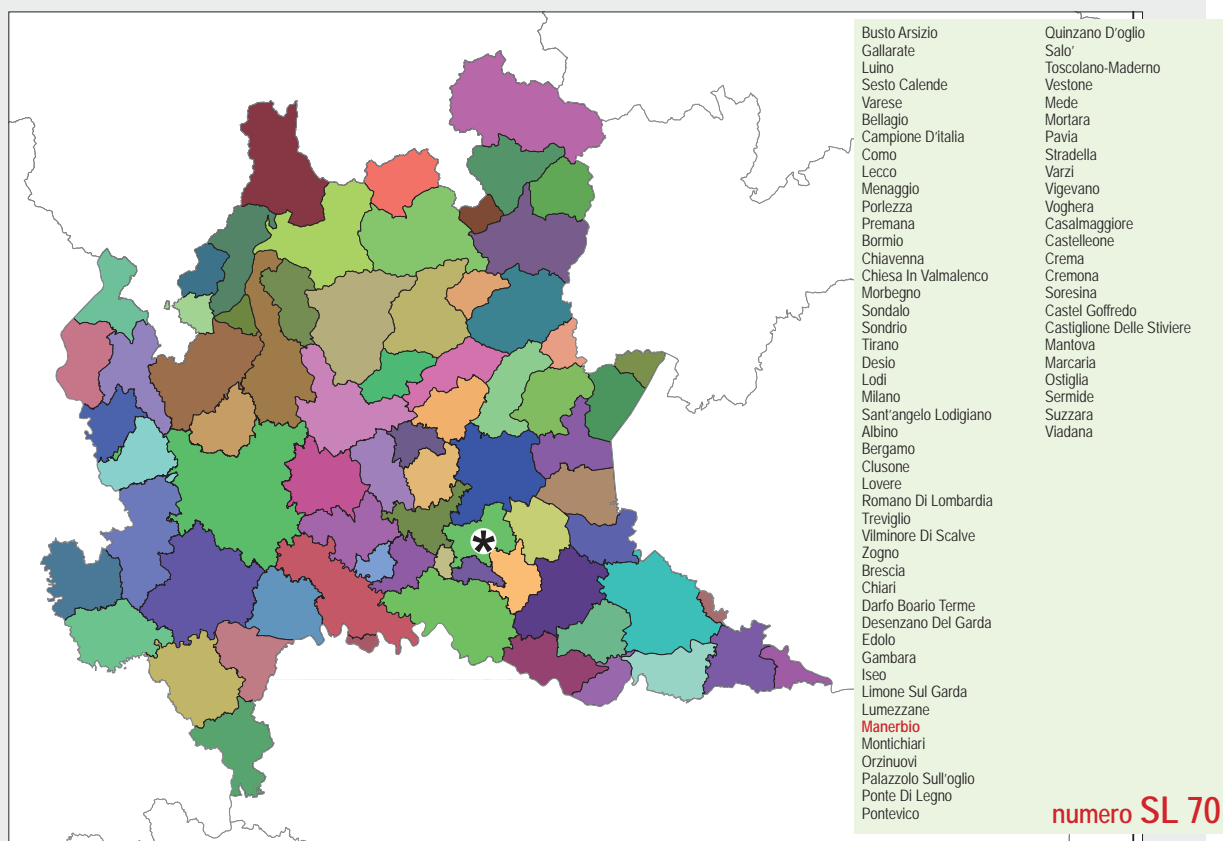 Busto Arsizio
Gallarate
Luino
Sesto Calende
Varese
Bellagio
Campione D'italia
Como
Lecco
Menaggio
Porlezza
Premana
Bormio
Chiavenna
Chiesa In Valmalenco
Morbegno
Sondalo
Sondrio
Tirano
Desio
Lodi
Milano
Sant'angelo Lodigiano
Albino
Bergamo
Clusone
Lovere
Romano Di Lombardia
Treviglio
Vilminore Di Scalve
Zogno
Brescia
Chiari
Darfo Boario Terme
Desenzano Del Garda
Edolo
Gambara
Iseo
Limone Sul Garda
Lumezzane
Manerbio
Montichiari
Orzinuovi
Palazzolo Sull'oglio
Ponte Di Legno
Pontevico
Quinzano D'oglio
Salo'
Toscolano-Maderno
Vestone
Mede
Mortara
Pavia
Stradella
Varzi
Vigevano
Voghera
Casalmaggiore
Castelleone
Crema
Cremona
Soresina
Castel Goffredo
Castiglione Delle Stiviere
Mantova
Marcaria
Ostiglia
Sermide
Suzzara
Viadana
*
numero SL 70